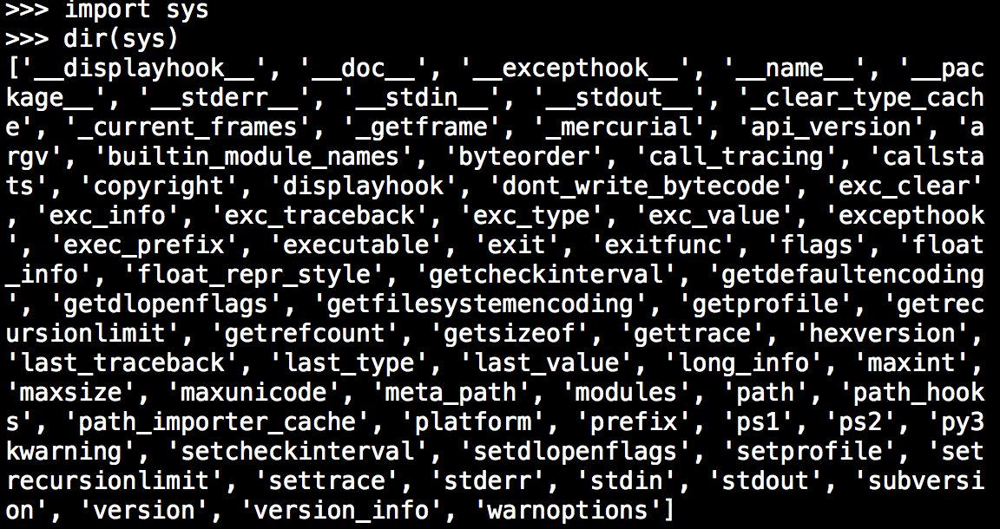 >>> import sys
>>> dir(sys)
['__displayhook__', '__doc__', '__excepthook__', '__name__', '__pac
kage__', '__stderr__', '__stdin__', '__stdout__', '_clear_type_cach
e', '_current_frames', '_getframe', '_mercurial', 'api_version', 'a
rgv', 'builtin_module_names', 'byteorder', 'call_tracing', 'callsta
ts', 'copyright', 'displayhook', 'dont_write_bytecode', 'exc_clear'
, 'exc_info', 'exc_traceback', 'exc_type', 'exc_value', 'excepthook
', 'exec_prefix', 'executable', 'exit', 'exitfunc', 'flags', 'float
_info', 'float_repr_style', 'getcheckinterval', 'getdefaultencoding
', 'getdlopenflags', 'getfilesystemencoding', 'getprofile', 'getrec
ursionlimit', 'getrefcount', 'getsizeof', 'gettrace', 'hexversion',
'last_traceback', 'last_type', 'last_value', 'long_info', 'maxint',
'maxsize', 'maxunicode', 'meta_path', 'modules', 'path', 'path_hook
s', 'path_importer_cache', 'platform', 'prefix', 'ps1', 'ps2', 'py3
kwarning', 'setcheckinterval', 'setdlopenflags', 'setprofile', 'set
recursionlimit', 'settrace', 'stderr', 'stdin', 'stdout', 'subversi
on', 'version', 'version_info', 'warnoptions']